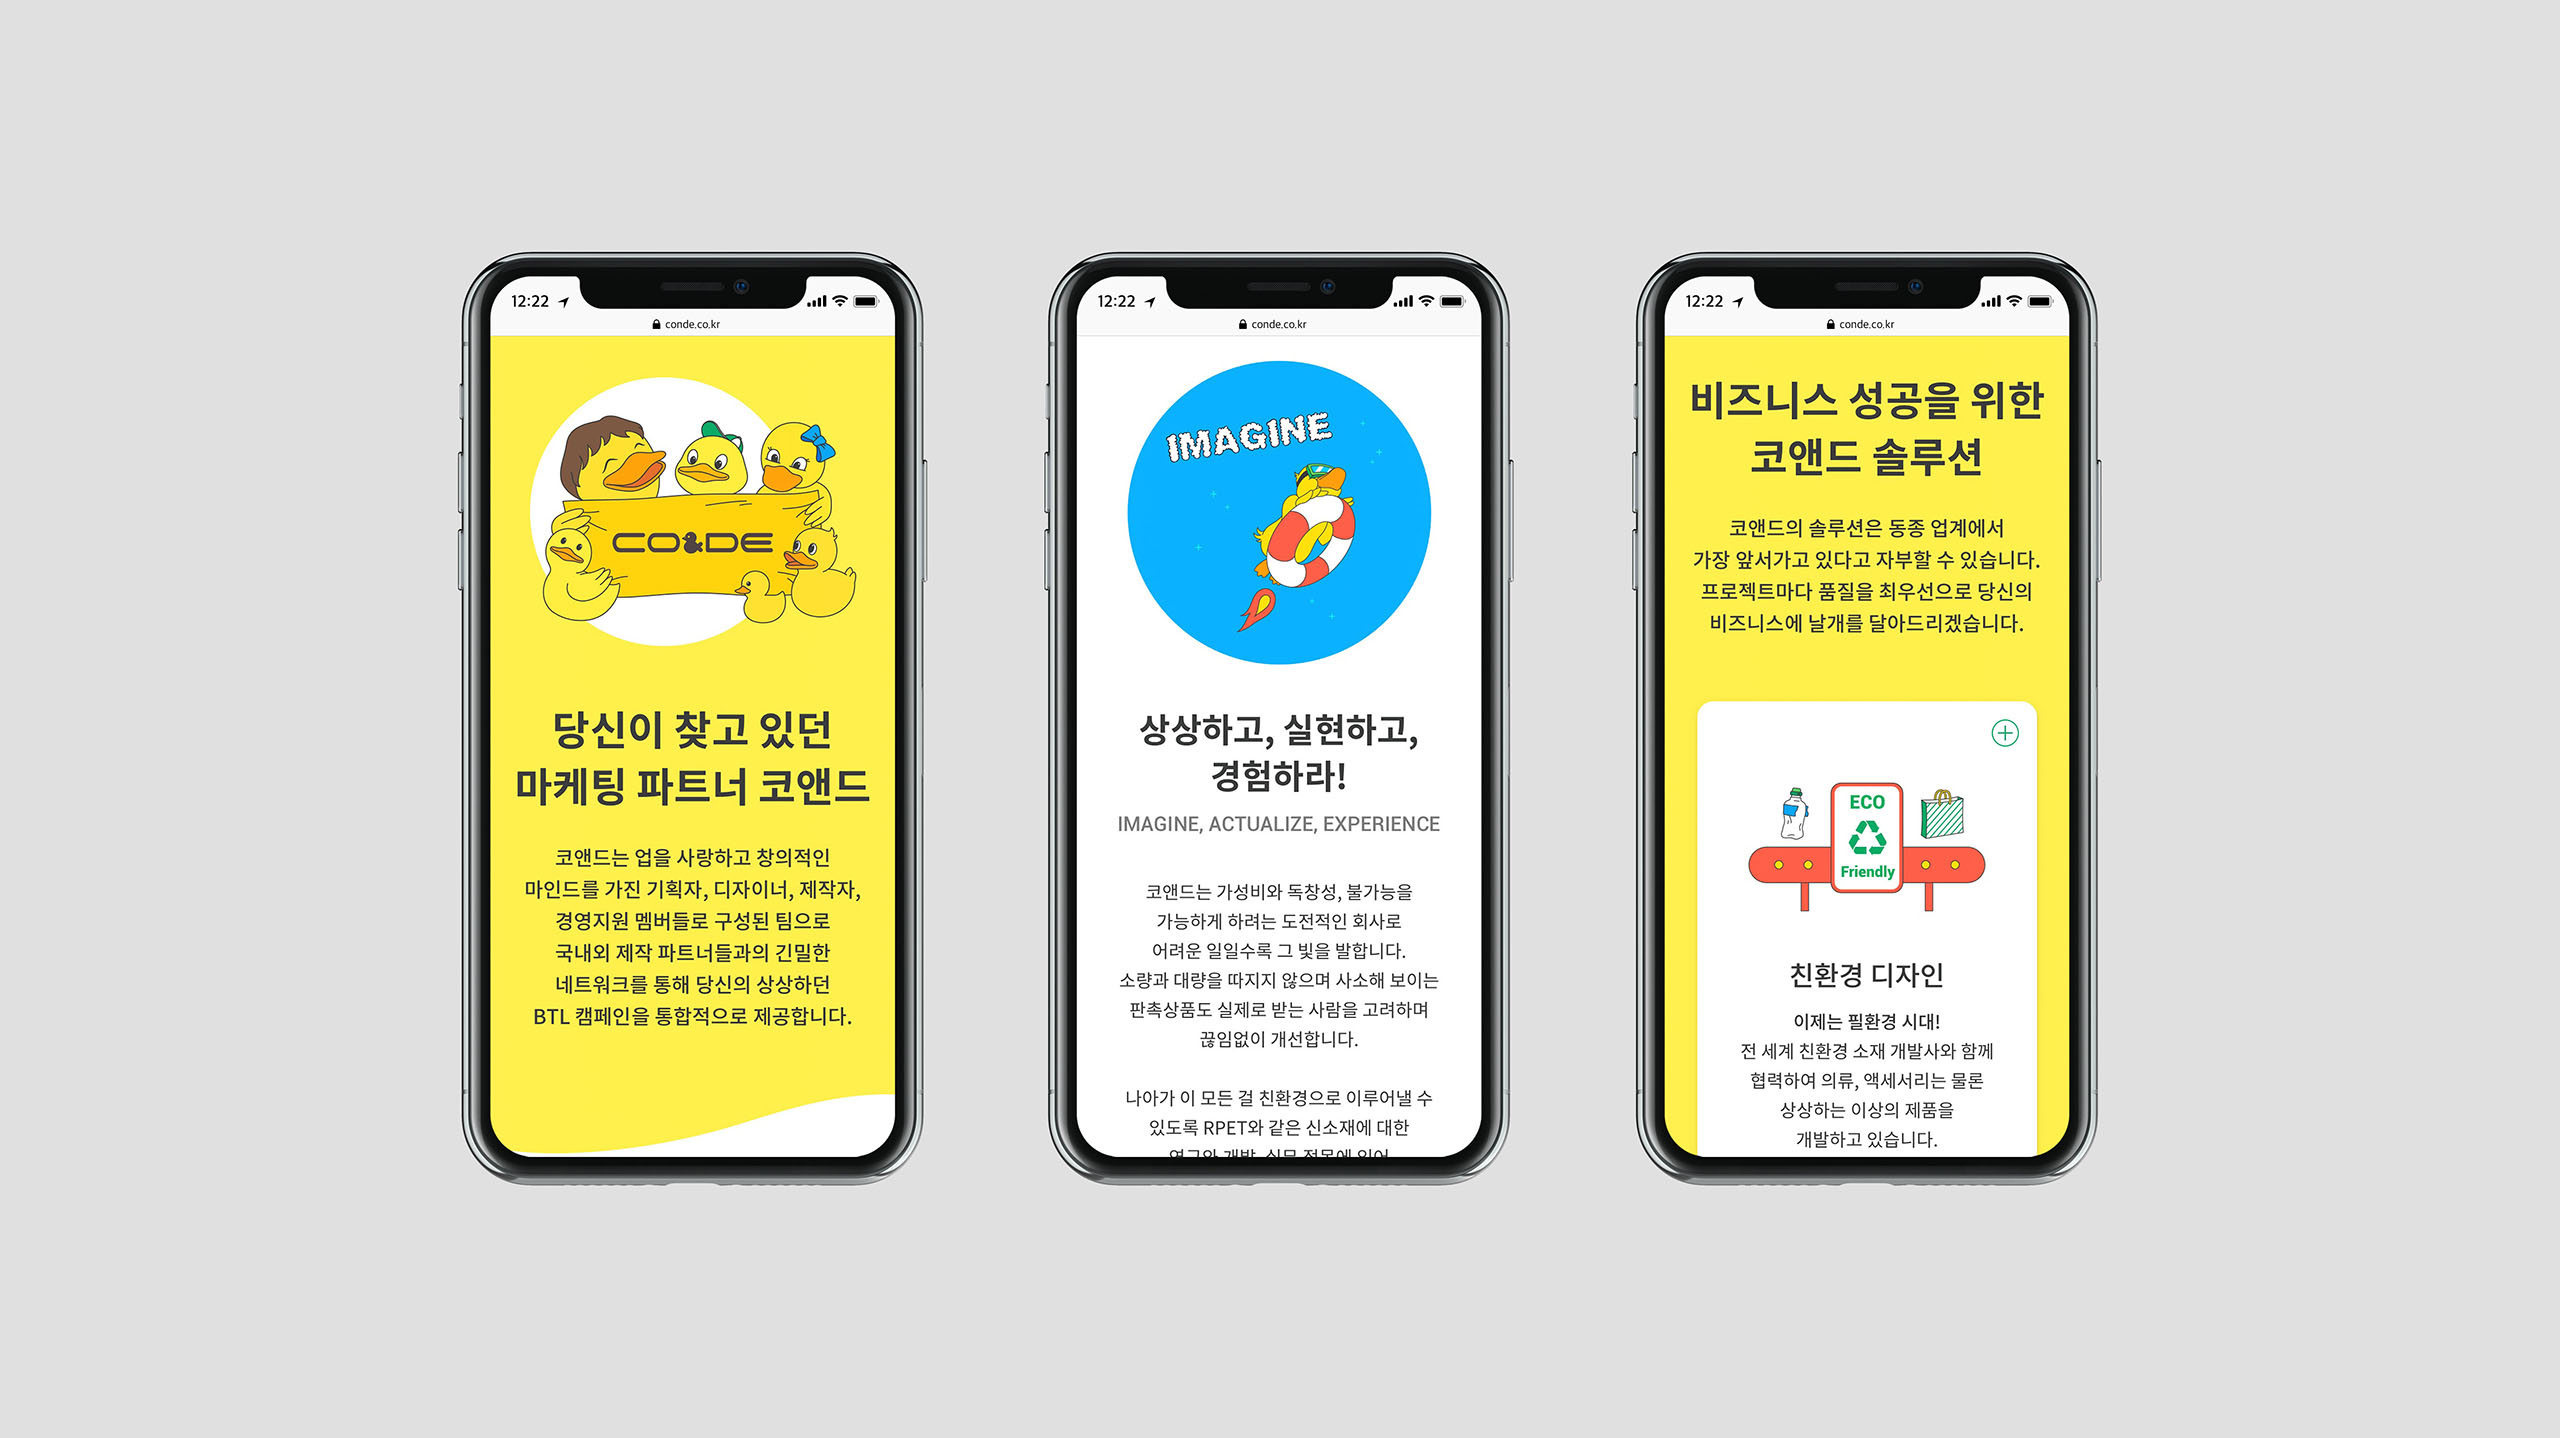 12:22
conde.co.kr
CONDE
당신이 찾고 있던
마케팅 파트너 코앤드
코앤드는 업을 사랑하고 창의적인
마인드를 가진 기획자, 디자이너, 제작자,
경영지원 멤버들로 구성된 팀으로
국내외 제작 파트너들과의 긴밀한
네트워크를 통해 당신의 상상하던
BTL 캠페인을 통합적으로 제공합니다.
12:22
conde.co.kr
IMAGINE
상상하고, 실현하고,
경험하라!
IMAGINE, ACTUALIZE, EXPERIENCE
코앤드는 가성비와 독창성, 불가능을
가능하게 하려는 도전적인 회사로
어려운 일일수록 그 빛을 발합니다.
소량과 대량을 따지지 않으며 사소해 보이는
판촉상품도 실제로 받는 사람을 고려하며
끊임없이 개선합니다.
나아가 이 모든 걸 친환경으로 이루어낼 수
있도록 RPET와 같은 신소재에 대한
12:22
conde.co.kr
비즈니스 성공을 위한
코앤드 솔루션
코앤드의 솔루션은 동종 업계에서
가장 앞서가고 있다고 자부할 수 있습니다.
프로젝트마다 품질을 최우선으로 당신의
비즈니스에 날개를 달아드리겠습니다.
ECO
Friendly
친환경 디자인
이제는 필환경 시대!
전 세계 친환경 소재 개발사와 함께
협력하여 의류, 액세서리는 물론
상상하는 이상의 제품을
개발하고 있습니다.